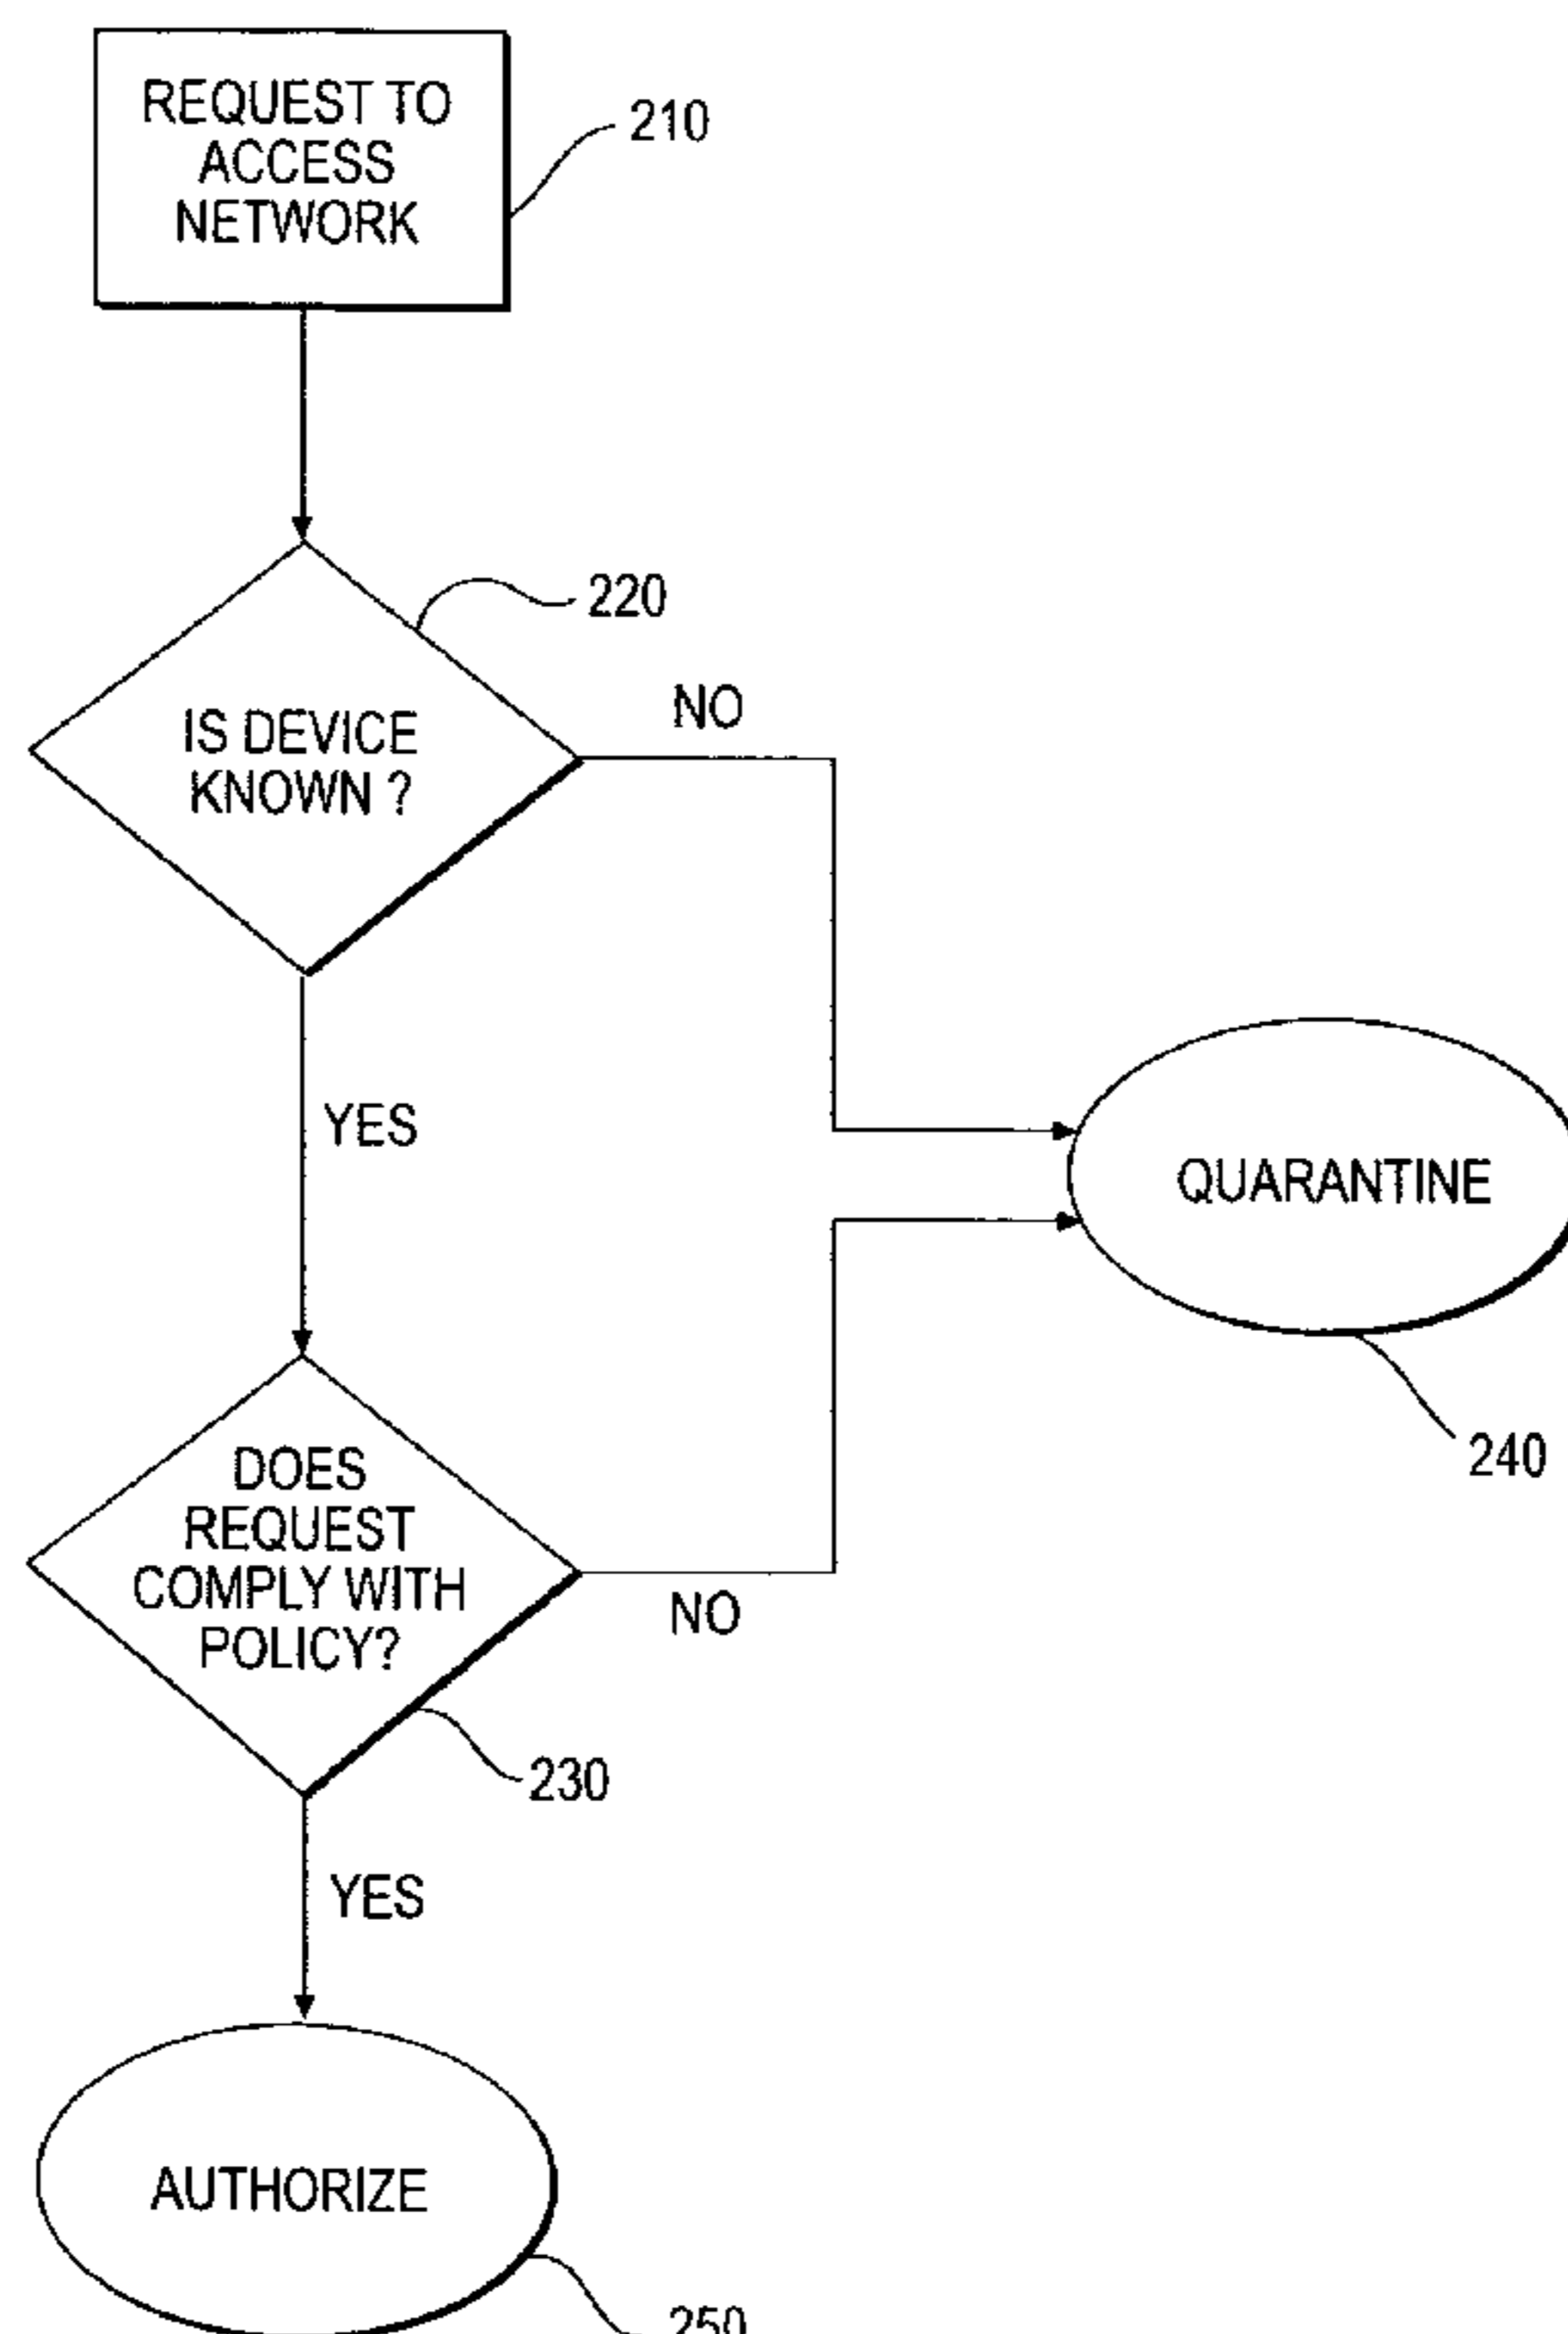 REQUEST TO
ACCESS
NETWORK
210
220
IS DEVICE
KNOWN ?
NO
YES
QUARANTINE
240
DOES
REQUEST
COMPLY WITH
POLICY?
NO
230
YES
AUTHORIZE
250